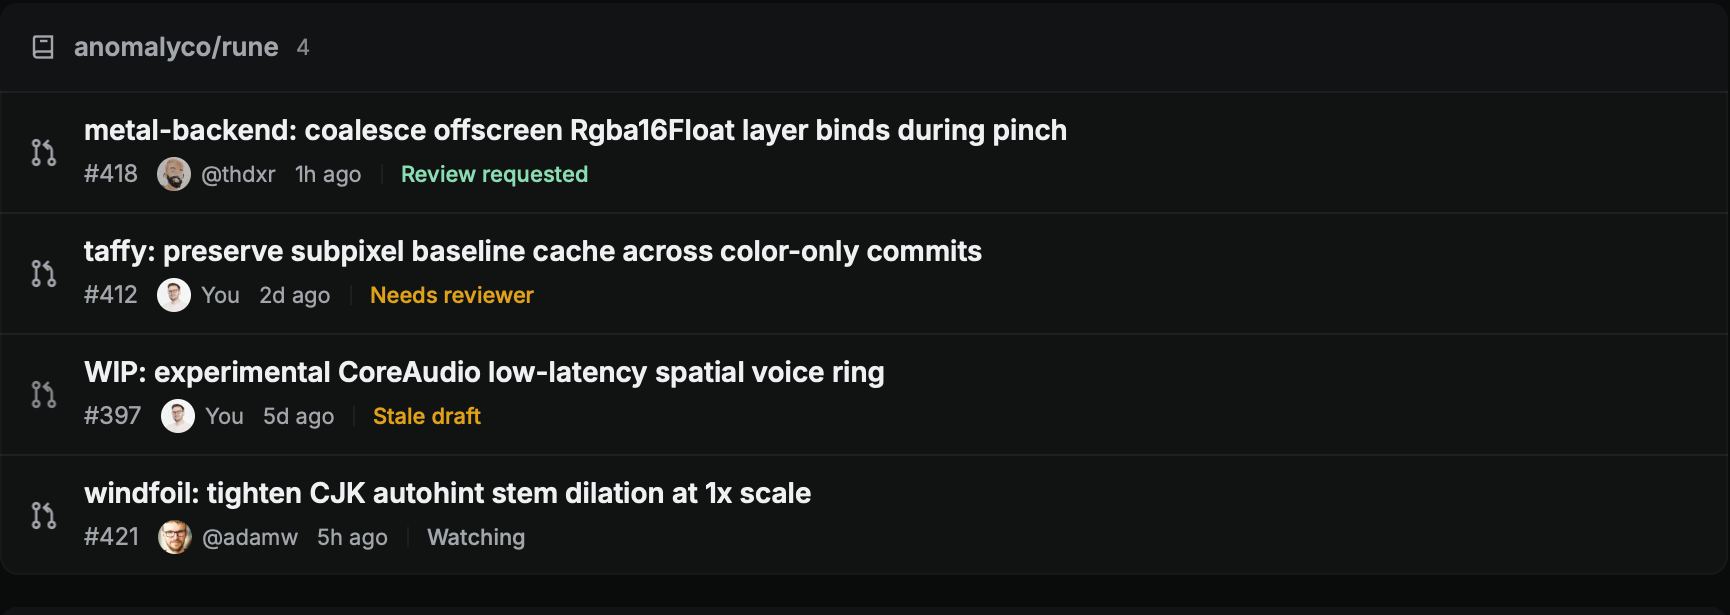 anomalyco/rune 4
metal-backend: coalesce offscreen Rgba16Float layer binds during pinch
#418 @thdxr 1h ago Review requested
taffy: preserve subpixel baseline cache across color-only commits
#412 You 2d ago Needs reviewer
WIP: experimental CoreAudio low-latency spatial voice ring
#397 You 5d ago Stale draft
windfoil: tighten CJK autohint stem dilation at 1x scale
#421 @adamw 5h ago Watching